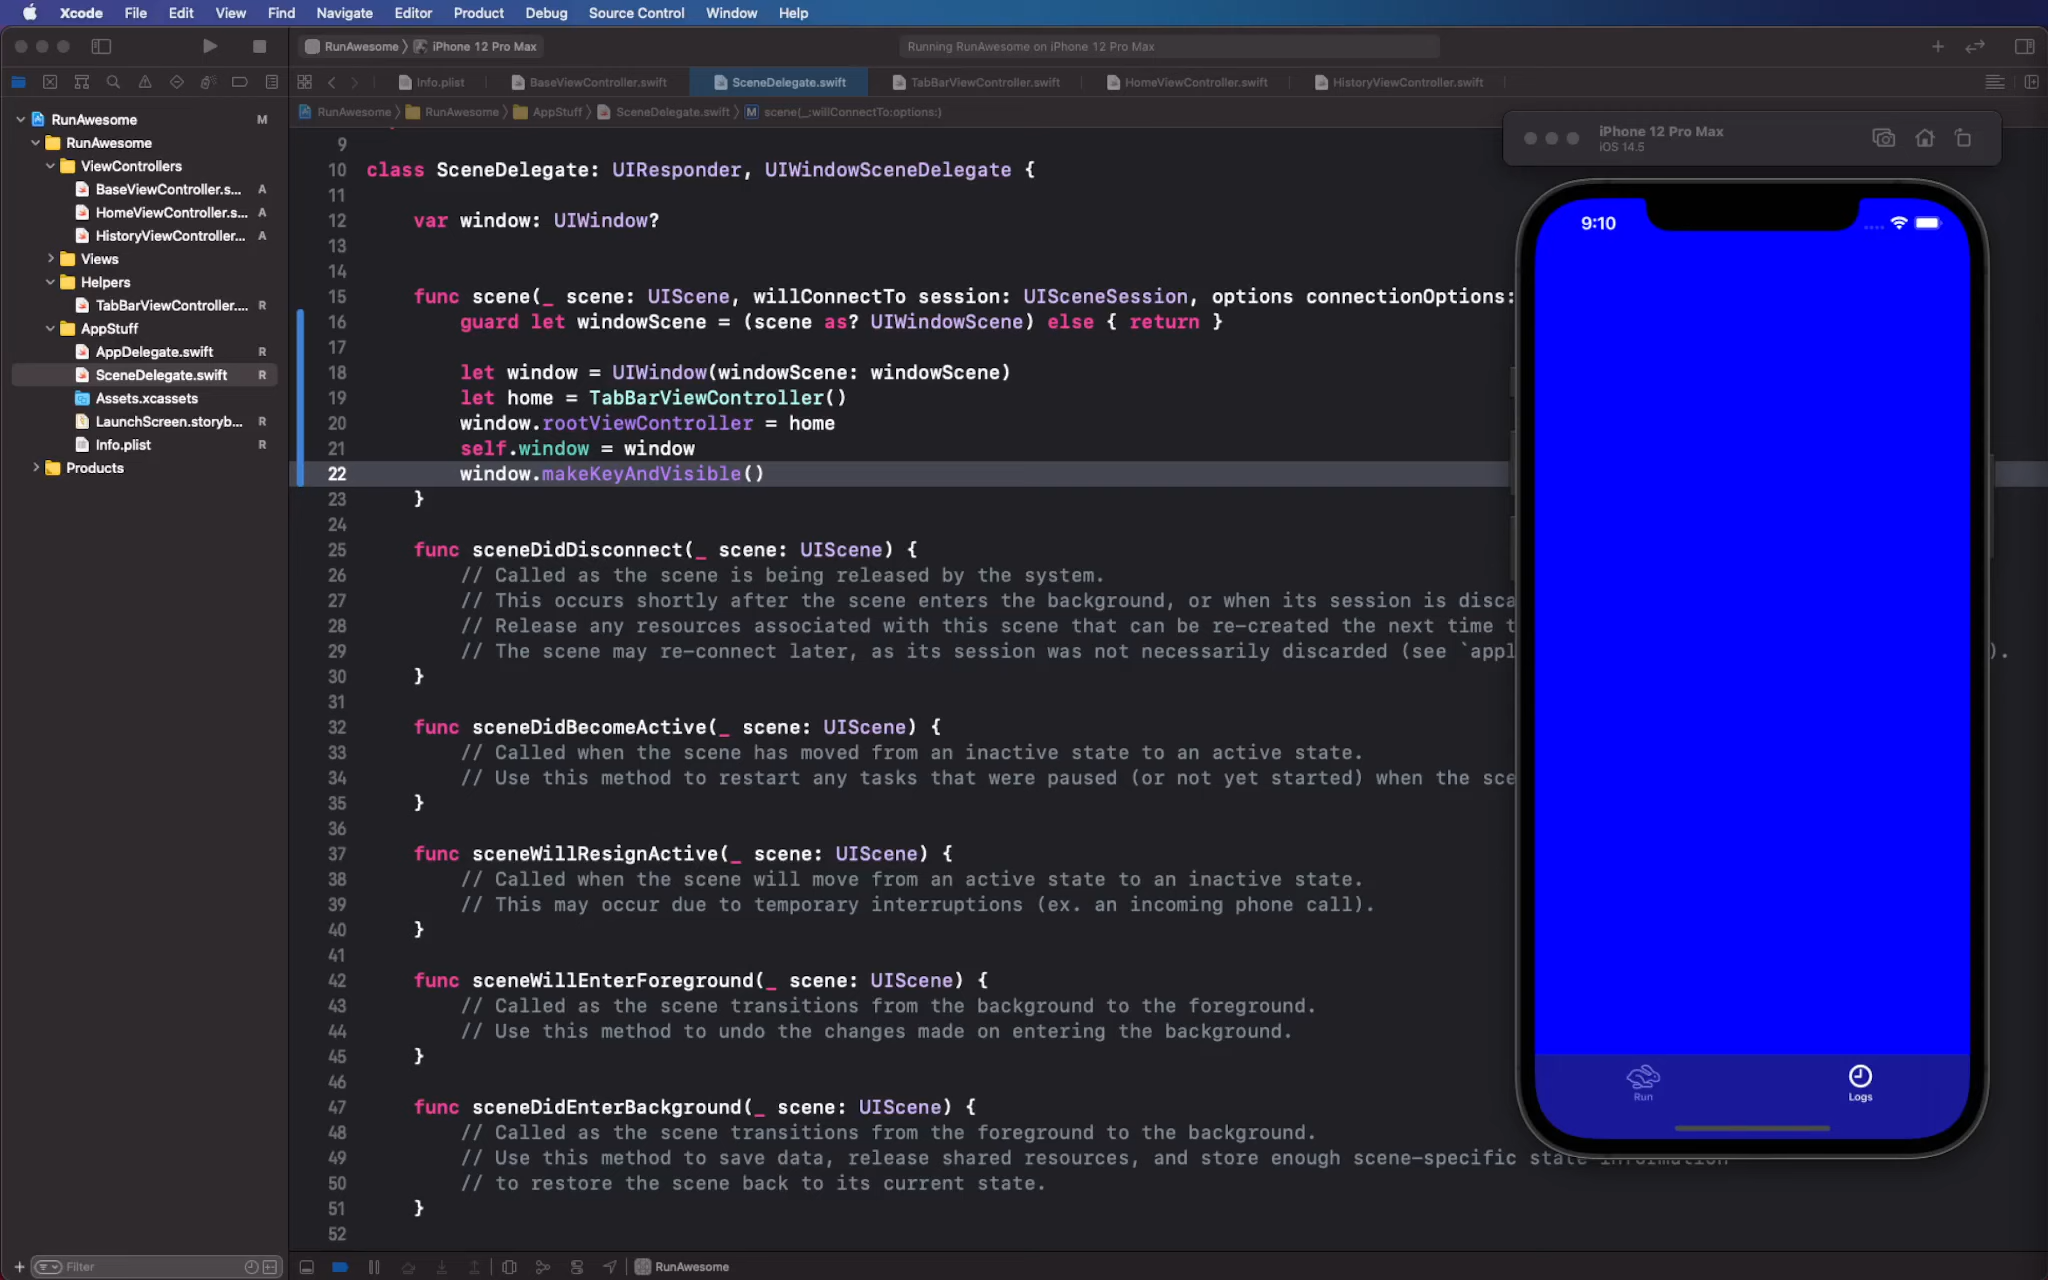 Xcode File Edit View Find Navigate Editor Product Debug Source Control Window Help
RunAwesome 〉 iPhone 12 Pro Max
Running RunAwesome on iPhone 12 Pro Max
Info.plist BaseViewController.swift SceneDelegate.swift TabBarViewController.swift HomeViewController.swift HistoryViewController.swift
RunAwesome 〉 RunAwesome 〉 AppStuff 〉 SceneDelegate.swift 〉 M scene(_:willConnectTo:options:)
RunAwesome M
RunAwesome
ViewControllers
BaseViewController.s... A
HomeViewController.s... A
HistoryViewController... A
Views
Helpers
TabBarViewController.... R
AppStuff
AppDelegate.swift R
SceneDelegate.swift R
Assets.xcassets
LaunchScreen.storyb... R
Info.plist R
Products
Filter
9
10 class SceneDelegate: UIResponder, UIWindowSceneDelegate {
11
12 var window: UIWindow?
13
14
15 func scene(_ scene: UIScene, willConnectTo session: UISceneSession, options connectionOptions:
16 guard let windowScene = (scene as? UIWindowScene) else { return }
17
18 let window = UIWindow(windowScene: windowScene)
19 let home = TabBarViewController()
20 window.rootViewController = home
21 self.window = window
22 window.makeKeyAndVisible()
23 }
24
25 func sceneDidDisconnect(_ scene: UIScene) {
26 // Called as the scene is being released by the system.
27 // This occurs shortly after the scene enters the background, or when its session is disca
28 // Release any resources associated with this scene that can be re-created the next time t
29 // The scene may re-connect later, as its session was not necessarily discarded (see `appl ).
30 }
31
32 func sceneDidBecomeActive(_ scene: UIScene) {
33 // Called when the scene has moved from an inactive state to an active state.
34 // Use this method to restart any tasks that were paused (or not yet started) when the sce
35 }
36
37 func sceneWillResignActive(_ scene: UIScene) {
38 // Called when the scene will move from an active state to an inactive state.
39 // This may occur due to temporary interruptions (ex. an incoming phone call).
40 }
41
42 func sceneWillEnterForeground(_ scene: UIScene) {
43 // Called as the scene transitions from the background to the foreground.
44 // Use this method to undo the changes made on entering the background.
45 }
46
47 func sceneDidEnterBackground(_ scene: UIScene) {
48 // Called as the scene transitions from the foreground to the background.
49 // Use this method to save data, release shared resources, and store enough scene-specific state information
50 // to restore the scene back to its current state.
51 }
52
RunAwesome
iPhone 12 Pro Max
iOS 14.5
9:10
Run Logs